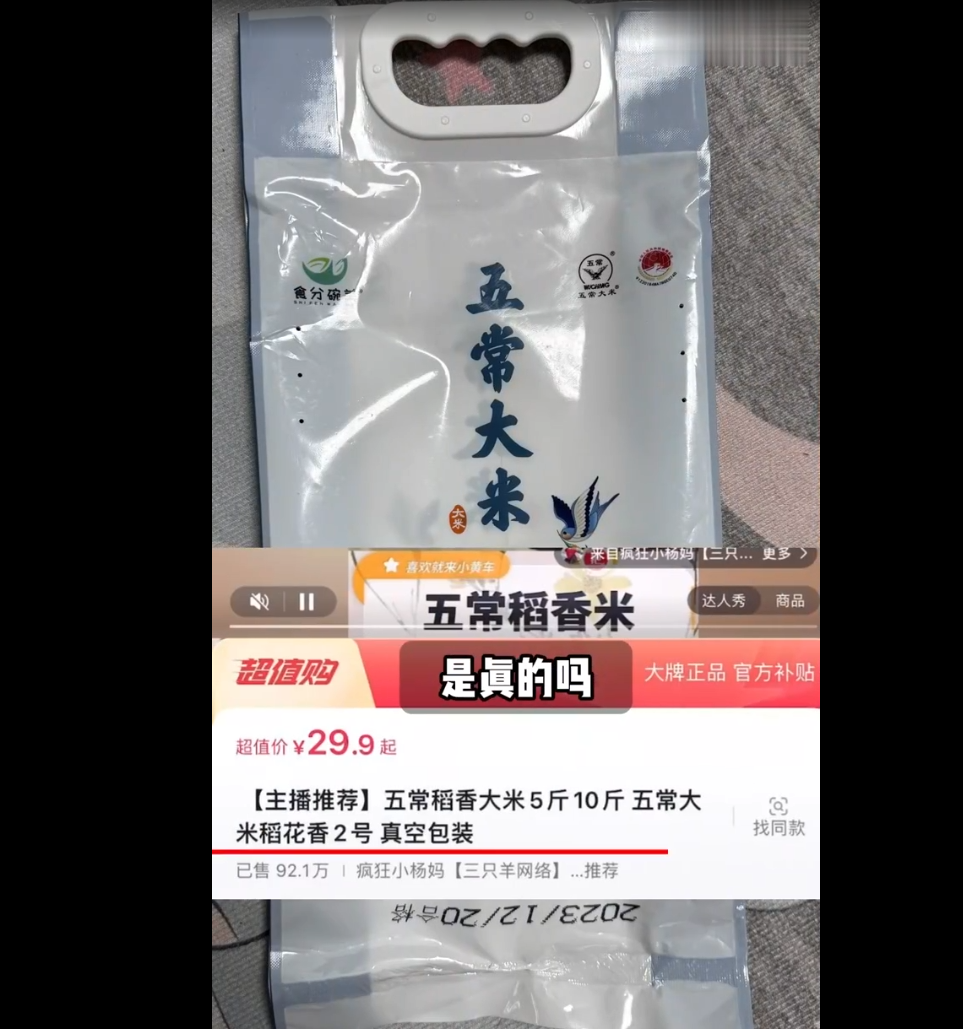 食分碗
五常
WUCHANG
五常大米
五
常
大
米
大米
来自疯狂小杨妈【三只... 更多 >
喜欢就来小黄车
达人秀 商品
五常稻香米
超值购
是真的吗
大牌正品 官方补贴
超值价 ¥29.9 起
【主播推荐】五常稻香大米5斤10斤 五常大
米稻花香2号 真空包装
找同款
已售 92.1万 | 疯狂小杨妈【三只羊网络】...推荐
2023/12/20合格